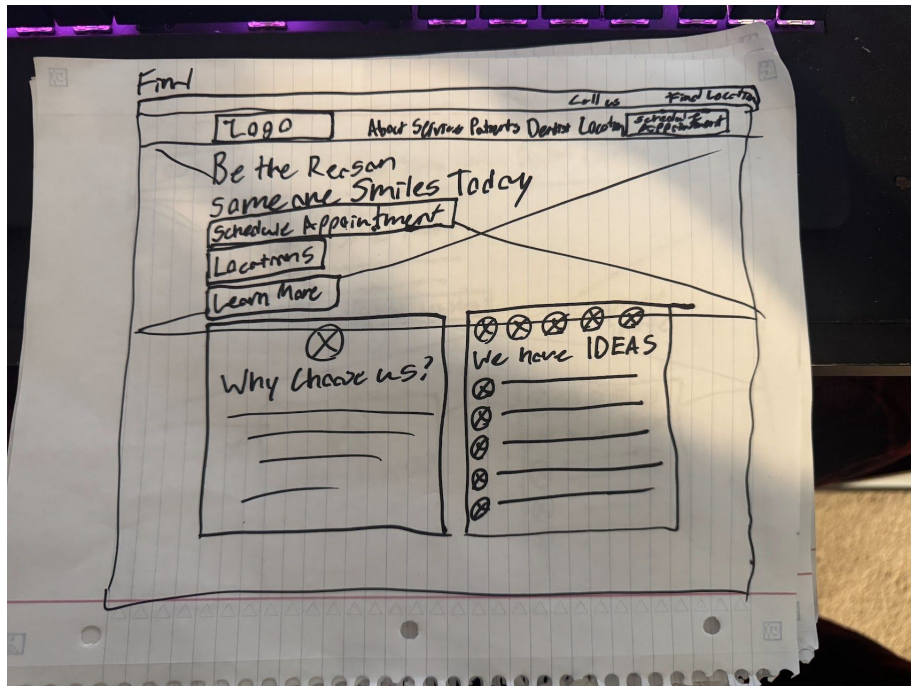 Find
Call us Find Location
Logo About Services Patients Dentist Location Schedule Appointment
Be the Reason
someone Smiles Today
Schedule Appointment
Locations
Learn More
Why Choose us?
We have IDEAS